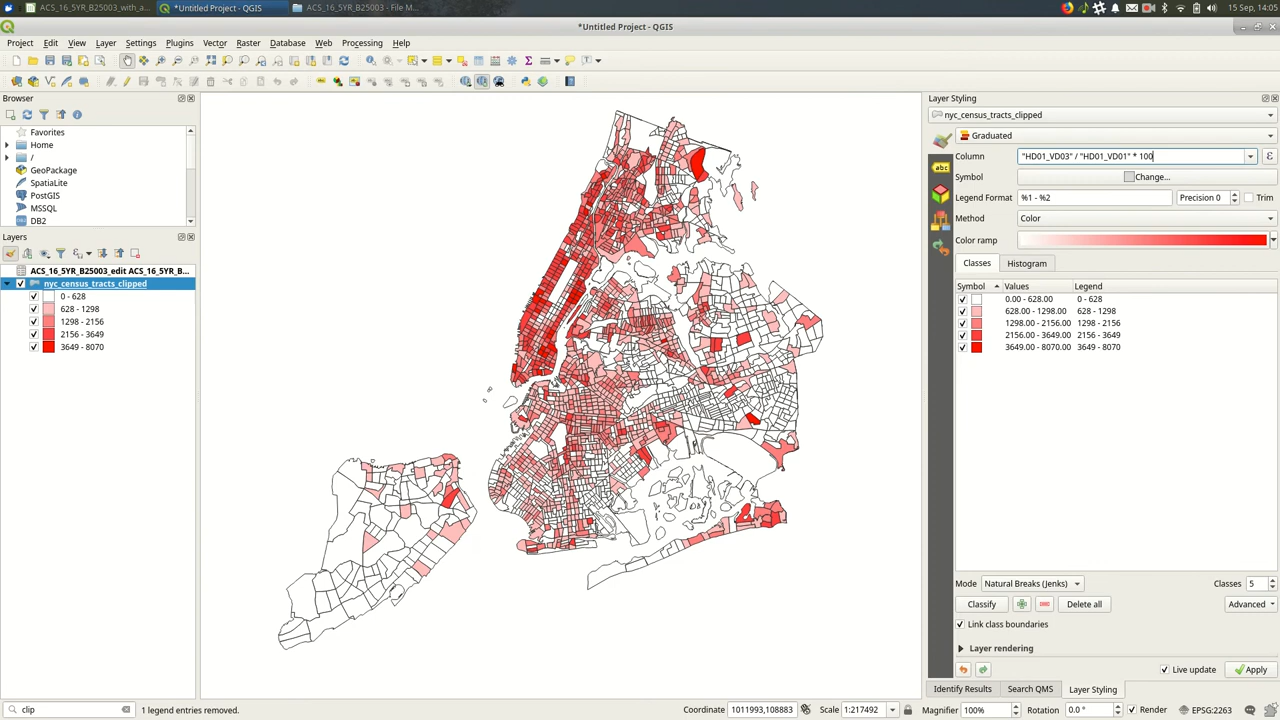 ACS_16_5YR_B25003_with_a...
*Untitled Project - QGIS
ACS_16_5YR_B25003 - File M...
15 Sep, 14:05
*Untitled Project - QGIS
Project Edit View Layer Settings Plugins Vector Raster Database Web Processing Help
Browser
Favorites
Home
/
GeoPackage
SpatiaLite
PostGIS
MSSQL
DB2
Layers
ACS_16_5YR_B25003_edit ACS_16_5YR_B...
nyc_census_tracts_clipped
0 - 628
628 - 1298
1298 - 2156
2156 - 3649
3649 - 8070
Layer Styling
nyc_census_tracts_clipped
Graduated
Column "HD01_VD03" / "HD01_VD01" * 100
Symbol Change...
Legend Format %1 - %2 Precision 0 Trim
Method Color
Color ramp
Classes Histogram
Symbol Values Legend
0.00 - 628.00 0 - 628
628.00 - 1298.00 628 - 1298
1298.00 - 2156.00 1298 - 2156
2156.00 - 3649.00 2156 - 3649
3649.00 - 8070.00 3649 - 8070
Mode Natural Breaks (Jenks) Classes 5
Classify Delete all Advanced
Link class boundaries
Layer rendering
Live update Apply
Identify Results Search QMS Layer Styling
clip 1 legend entries removed. Coordinate 1011993,108883 Scale 1:217492 Magnifier 100% Rotation 0.0 ° Render EPSG:2263